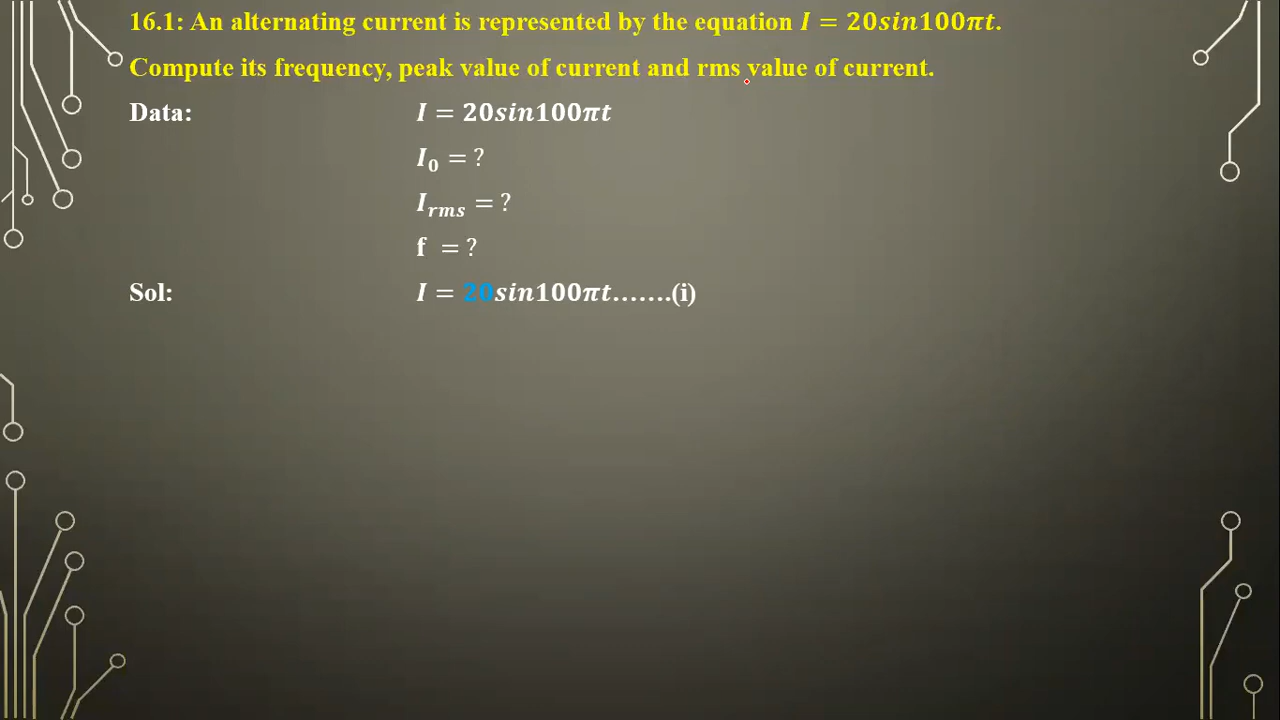 16.1: An alternating current is represented by the equation I = 20sin100πt.
Compute its frequency, peak value of current and rms value of current.
Data: I = 20sin100πt
I₀ = ?
Iᵣₘₛ = ?
f = ?
Sol: I = 20sin100πt.......(i)